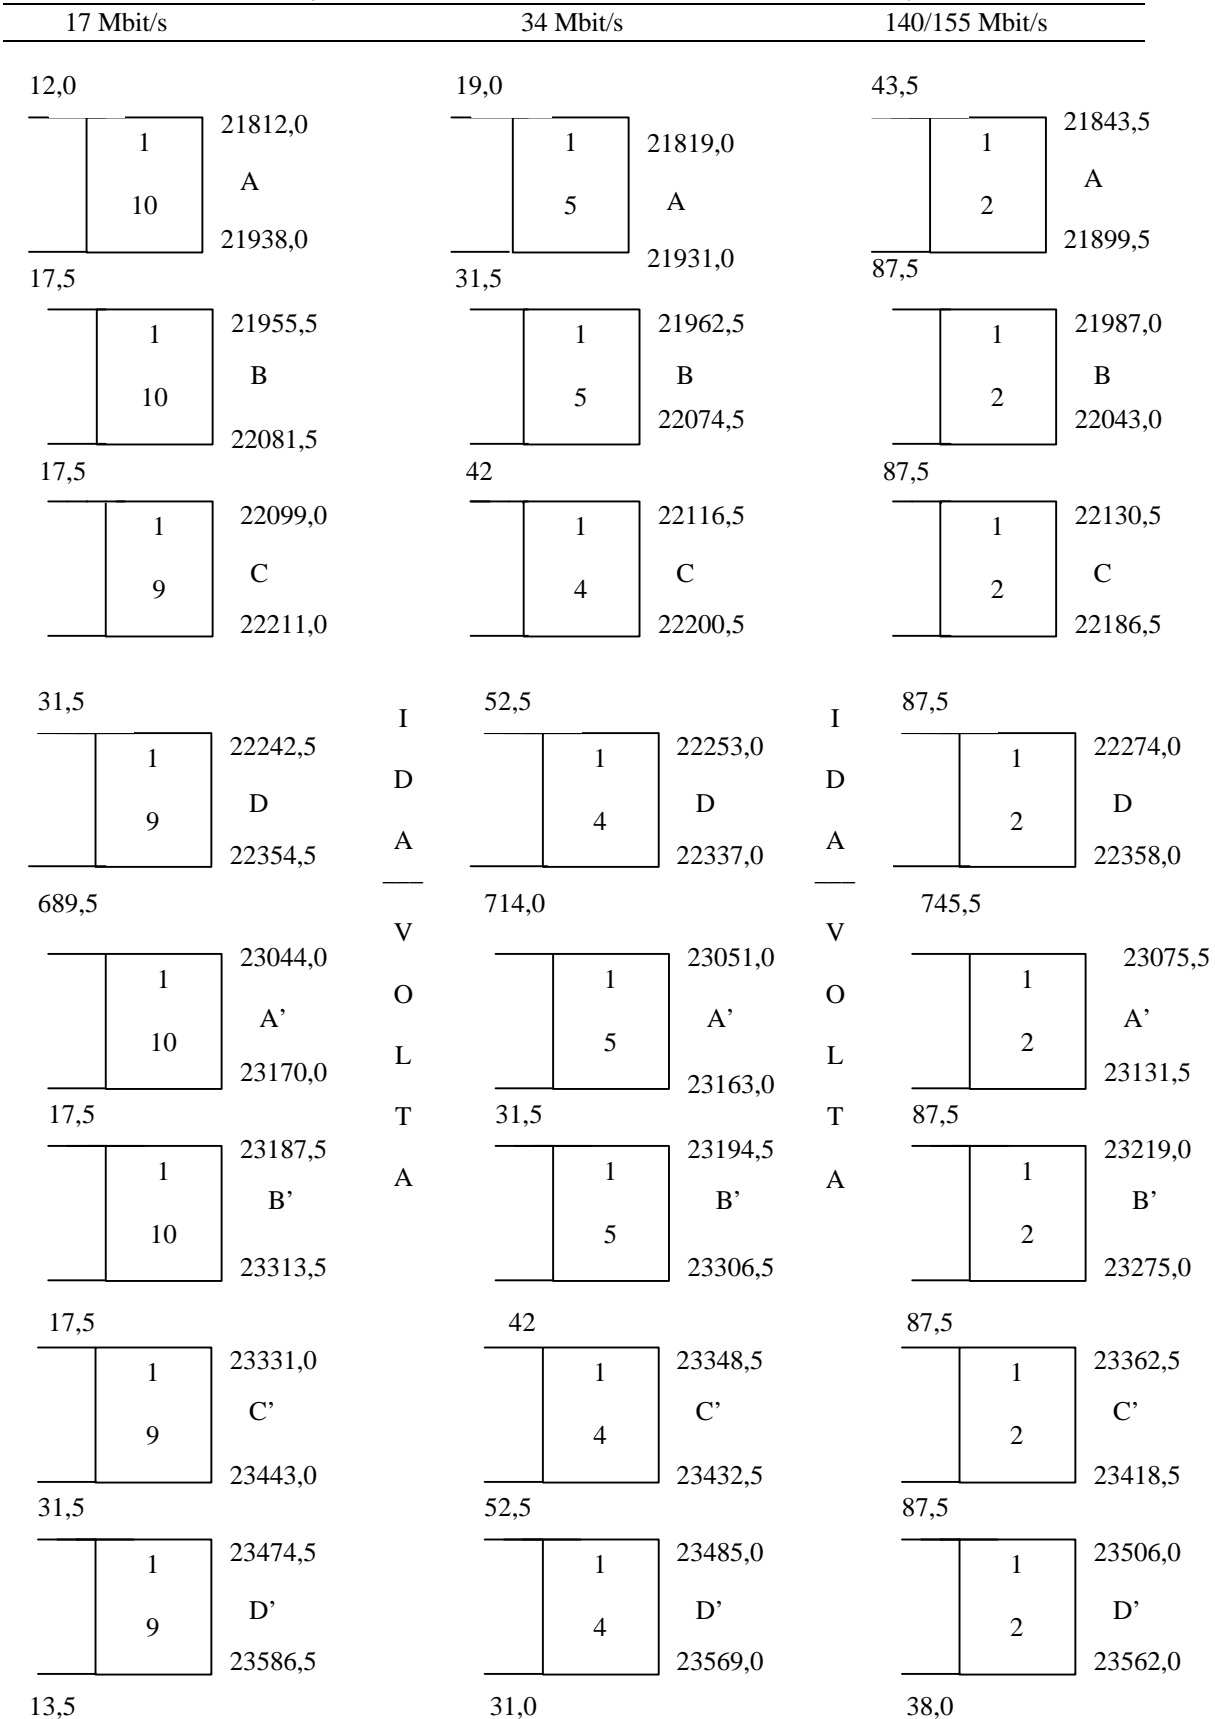 17 Mbit/s 34 Mbit/s 140/155 Mbit/s
12,0 19,0 43,5
21812,0 21819,0 21843,5
1 1 1
A A A
10 5 2
21938,0 21931,0 21899,5
17,5 31,5 87,5
21955,5 21962,5 21987,0
1 1 1
B B B
10 5 2
22081,5 22074,5 22043,0
17,5 42 87,5
22099,0 22116,5 22130,5
1 1 1
C C C
9 4 2
22211,0 22200,5 22186,5
31,5 52,5 87,5
22242,5 22253,0 22274,0
1 1 1
D D D
9 4 2
22354,5 22337,0 22358,0
689,5 714,0 745,5
23044,0 23051,0 23075,5
1 1 1
A’ A’ A’
10 5 2
23170,0 23163,0 23131,5
17,5 31,5 87,5
23187,5 23194,5 23219,0
1 1 1
B’ B’ B’
10 5 2
23313,5 23306,5 23275,0
17,5 42 87,5
23331,0 23348,5 23362,5
1 1 1
C’ C’ C’
9 4 2
23443,0 23432,5 23418,5
31,5 52,5 87,5
23474,5 23485,0 23506,0
1 1 1
D’ D’ D’
9 4 2
23586,5 23569,0 23562,0
13,5 31,0 38,0
I
D
A
V
O
L
T
A
I
D
A
V
O
L
T
A